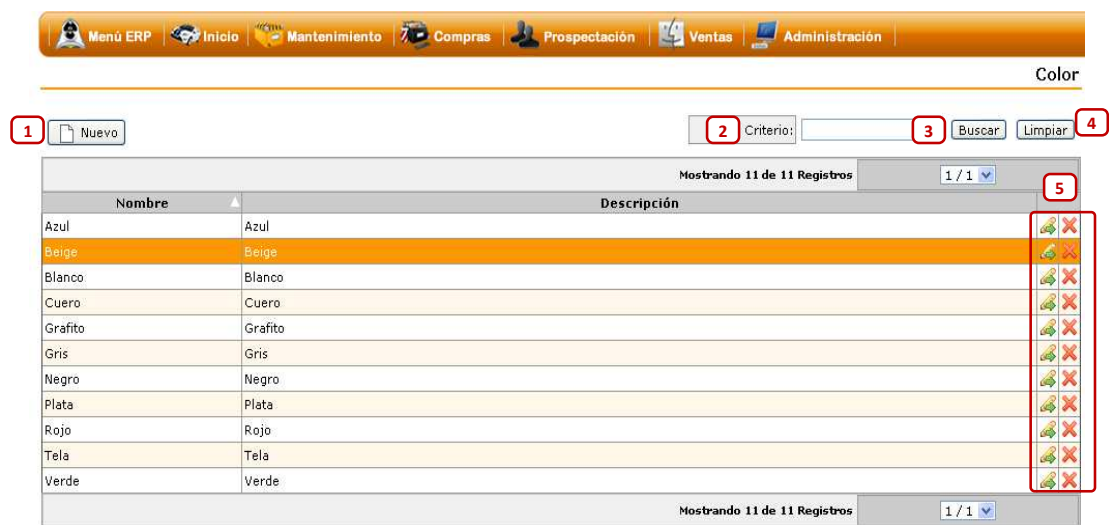 Menú ERP Inicio Mantenimiento Compras Prospectación Ventas Administración
Color
1 Nuevo 2 Criterio: 3 Buscar Limpiar 4
Mostrando 11 de 11 Registros 1 / 1
5
Nombre Descripción
Azul Azul
Beige Beige
Blanco Blanco
Cuero Cuero
Grafito Grafito
Gris Gris
Negro Negro
Plata Plata
Rojo Rojo
Tela Tela
Verde Verde
Mostrando 11 de 11 Registros 1 / 1